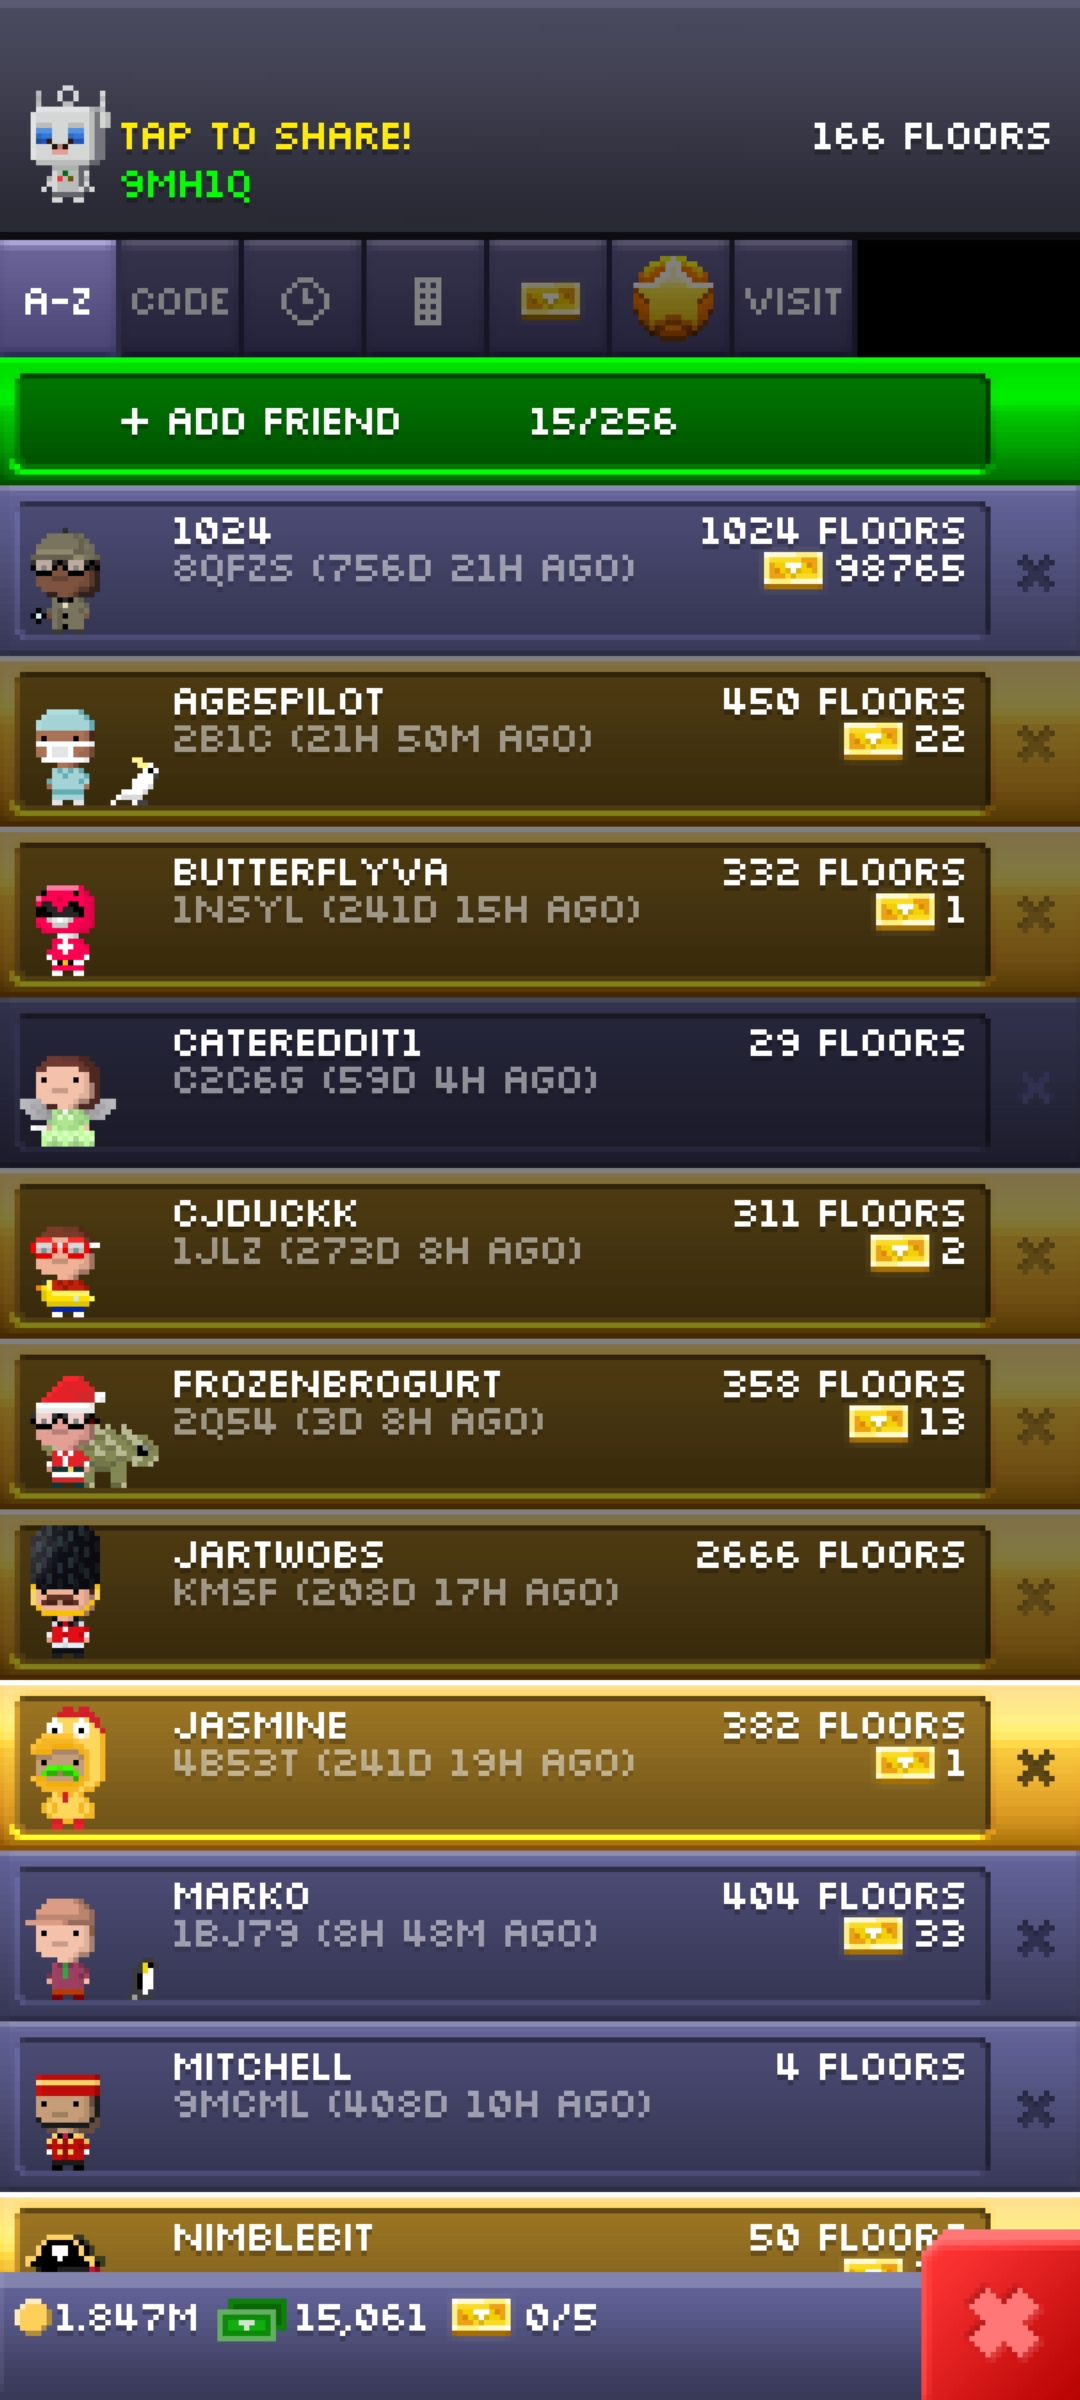 TAP TO SHARE!
166 FLOORS
9MH1Q
A-Z CODE VISIT
+ ADD FRIEND 15/256
1024 1024 FLOORS
8QFZS (756D 21H AGO) 98765
AGB5PILOT 450 FLOORS
2B1C (21H 50M AGO) 22
BUTTERFLYVA 332 FLOORS
1NSYL (241D 15H AGO) 1
CATEREDDIT1 29 FLOORS
C2C6G (59D 4H AGO)
CJDUCKK 311 FLOORS
1JLZ (273D 8H AGO) 2
FROZENBROGURT 358 FLOORS
2Q54 (3D 8H AGO) 13
JARTWOBS 2666 FLOORS
KMSF (208D 17H AGO)
JASMINE 382 FLOORS
4B53T (241D 19H AGO) 1
MARKO 404 FLOORS
1BJ79 (8H 48M AGO) 33
MITCHELL 4 FLOORS
9MCML (408D 10H AGO)
NIMBLEBIT 50 FLOORS
1.847M 15,061 0/5